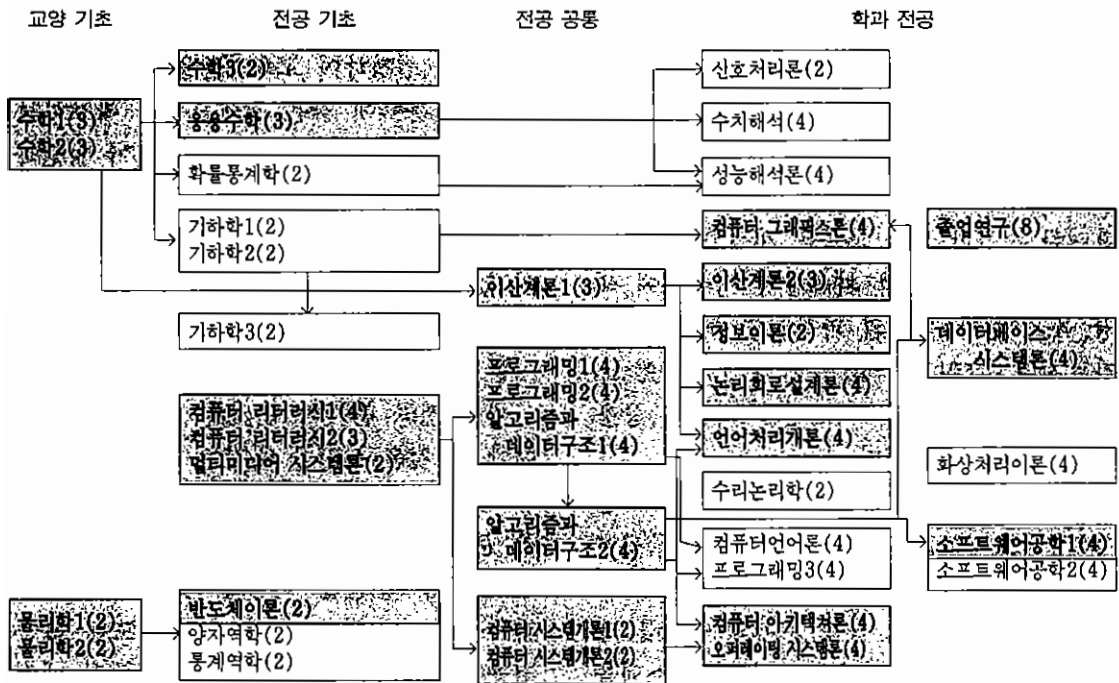 교양 기초
전공 기초
전공 공통
학과 전공
수학1(3)
수학2(3)
수학3(2)
응용수학(3)
확률통계학(2)
기하학1(2)
기하학2(2)
기하학3(2)
컴퓨터 리터러시1(4)
컴퓨터 리터러시2(3)
멀티미디어 시스템론(2)
물리학1(2)
물리학2(2)
반도체이론(2)
양자역학(2)
통계역학(2)
이산계론1(3)
프로그래밍1(4)
프로그래밍2(4)
알고리즘과
데이터구조1(4)
알고리즘과
데이터구조2(4)
컴퓨터 시스템개론1(2)
컴퓨터 시스템개론2(2)
신호처리론(2)
수치해석(4)
성능해석론(4)
컴퓨터 그래픽스론(4)
이산계론2(3)
정보이론(2)
논리회로설계론(4)
언어처리개론(4)
수리논리학(2)
컴퓨터언어론(4)
프로그래밍3(4)
컴퓨터 아키텍처론(4)
오퍼레이팅 시스템론(4)
졸업연구(8)
데이터베이스
시스템론(4)
화상처리이론(4)
소프트웨어공학1(4)
소프트웨어공학2(4)